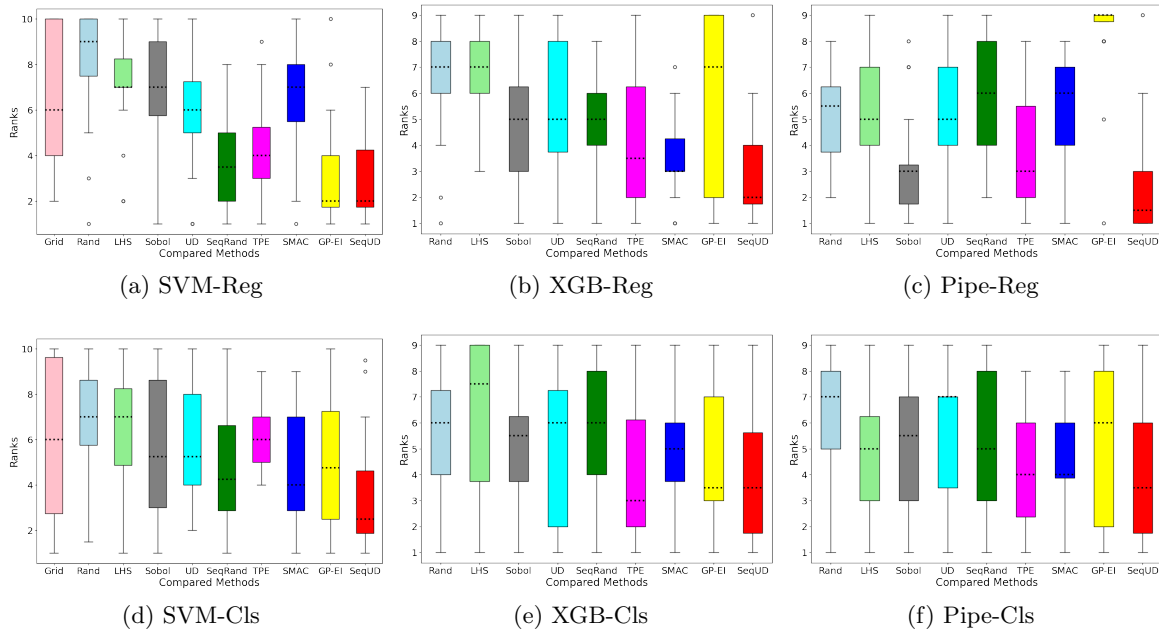 10
8
6
4
2
Ranks
Grid Rand LHS Sobol UD SeqRand TPE SMAC GP-EI SeqUD
Compared Methods
(a) SVM-Reg
9
8
7
6
5
4
3
2
1
Ranks
Rand LHS Sobol UD SeqRand TPE SMAC GP-EI SeqUD
Compared Methods
(b) XGB-Reg
9
8
7
6
5
4
3
2
1
Ranks
Rand LHS Sobol UD SeqRand TPE SMAC GP-EI SeqUD
Compared Methods
(c) Pipe-Reg
10
8
6
4
2
Ranks
Grid Rand LHS Sobol UD SeqRand TPE SMAC GP-EI SeqUD
Compared Methods
(d) SVM-Cls
9
8
7
6
5
4
3
2
1
Ranks
Rand LHS Sobol UD SeqRand TPE SMAC GP-EI SeqUD
Compared Methods
(e) XGB-Cls
9
8
7
6
5
4
3
2
1
Ranks
Rand LHS Sobol UD SeqRand TPE SMAC GP-EI SeqUD
Compared Methods
(f) Pipe-Cls